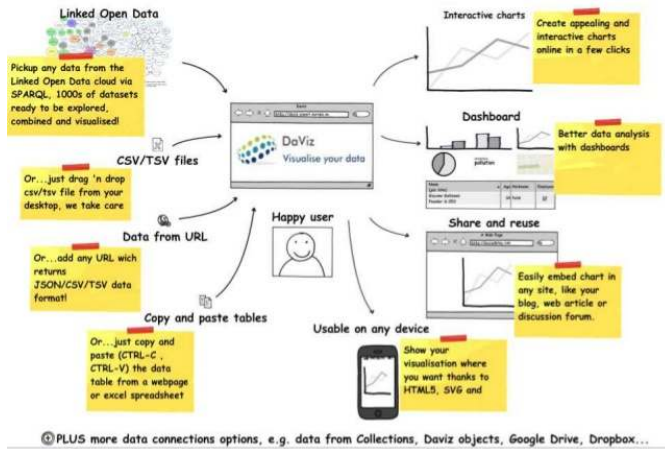 Linked Open Data
Pickup any data from the
Linked Open Data cloud via
SPARQL, 1000s of datasets
ready to be explored,
combined and visualised!
CSV/TSV files
Or...just drag 'n drop
csv/tsv file from your
desktop, we take care
Data from URL
Or...add any URL wich
returns
JSON/CSV/TSV data
format!
Copy and paste tables
Or...just copy and
paste (CTRL-C ,
CTRL-V) the data
table from a webpage
or excel spreadsheet
DaViz
Visualise your data
Happy user
Interactive charts
Create appealing and
interactive charts
online in a few clicks
Dashboard
pollution
Better data analysis
with dashboards
Share and reuse
A Web Page
Easily embed chart in
any site, like your
blog, web article or
discussion forum.
Usable on any device
Show your
visualisation where
you want thanks to
HTML5, SVG and
PLUS more data connections options, e.g. data from Collections, Daviz objects, Google Drive, Dropbox...